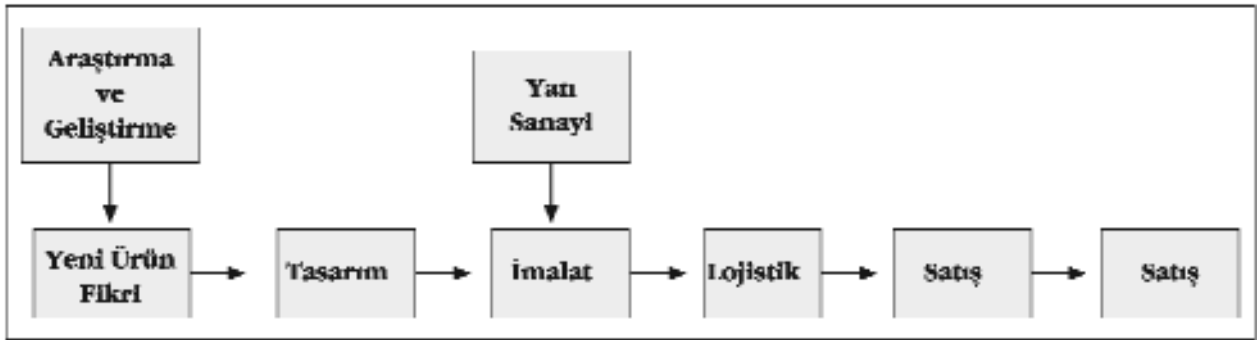 Araştırma
ve
Geliştirme
Yan
Sanayi
Yeni Ürün
Fikri
Tasarım
İmalat
Lojistik
Satış
Satış